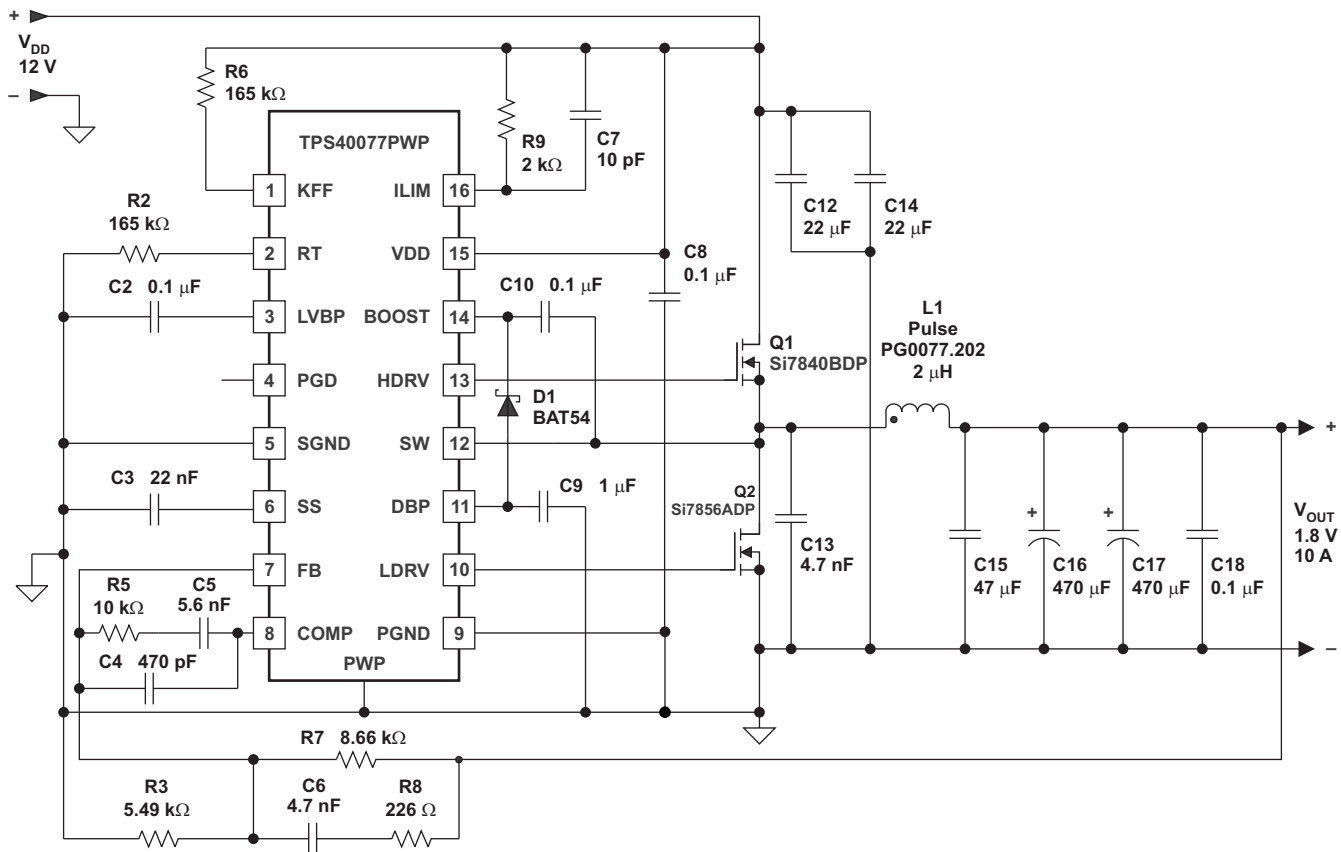 +
V_DD
12 V
–
R6
165 kΩ
TPS40077PWP
R9
2 kΩ
C7
10 pF
1 KFF
ILIM 16
R2
165 kΩ
2 RT
VDD 15
C12
22 μF
C14
22 μF
C8
0.1 μF
C2 0.1 μF
C10 0.1 μF
3 LVBP
BOOST 14
L1
Pulse
PG0077.202
2 μH
Q1
Si7840BDP
4 PGD
HDRV 13
D1
BAT54
5 SGND
SW 12
+
C3 22 nF
C9 1 μF
Q2
Si7856ADP
6 SS
DBP 11
+
+
V_OUT
1.8 V
10 A
C13
4.7 nF
C15
47 μF
C16
470 μF
C17
470 μF
C18
0.1 μF
7 FB
LDRV 10
R5
10 kΩ
C5
5.6 nF
8 COMP
PGND 9
–
C4 470 pF
PWP
R7 8.66 kΩ
R3
5.49 kΩ
C6
4.7 nF
R8
226 Ω